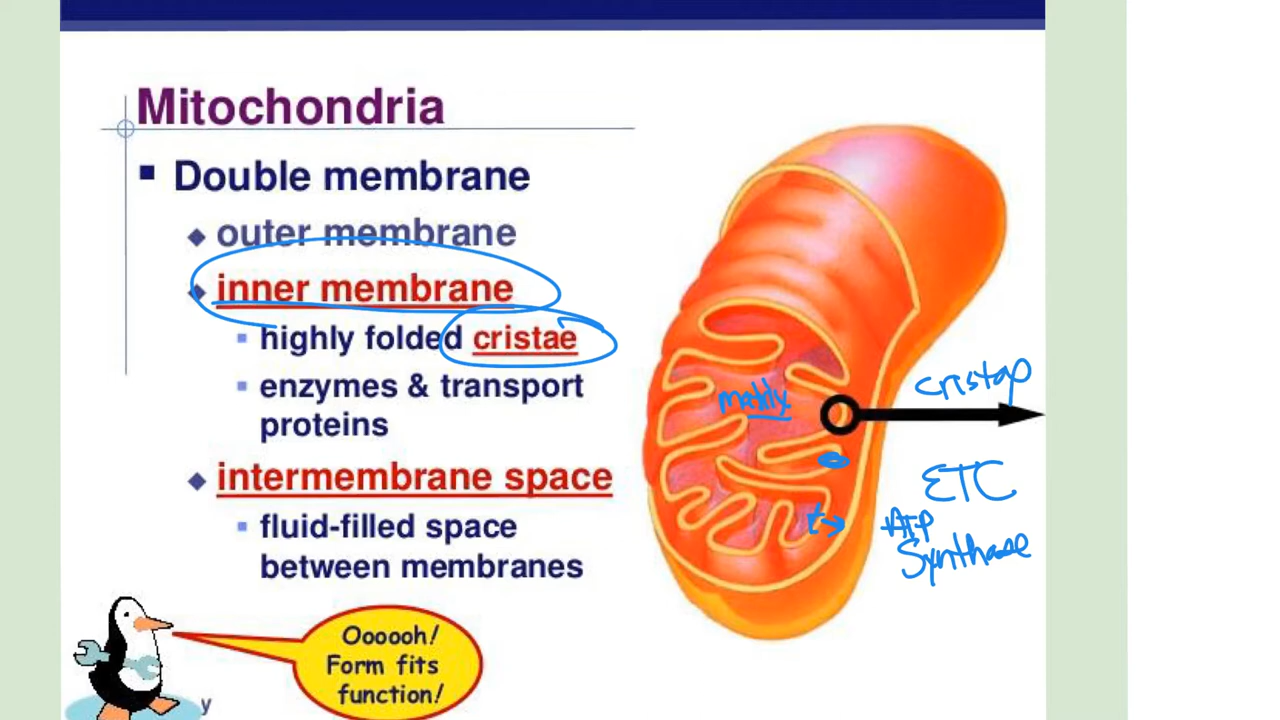 Mitochondria
Double membrane
outer membrane
inner membrane
highly folded cristae
enzymes & transport
proteins
intermembrane space
fluid-filled space
between membranes
Oooooh!
Form fits
function!
y
matrix
cristae
ETC
+ATP
Synthase